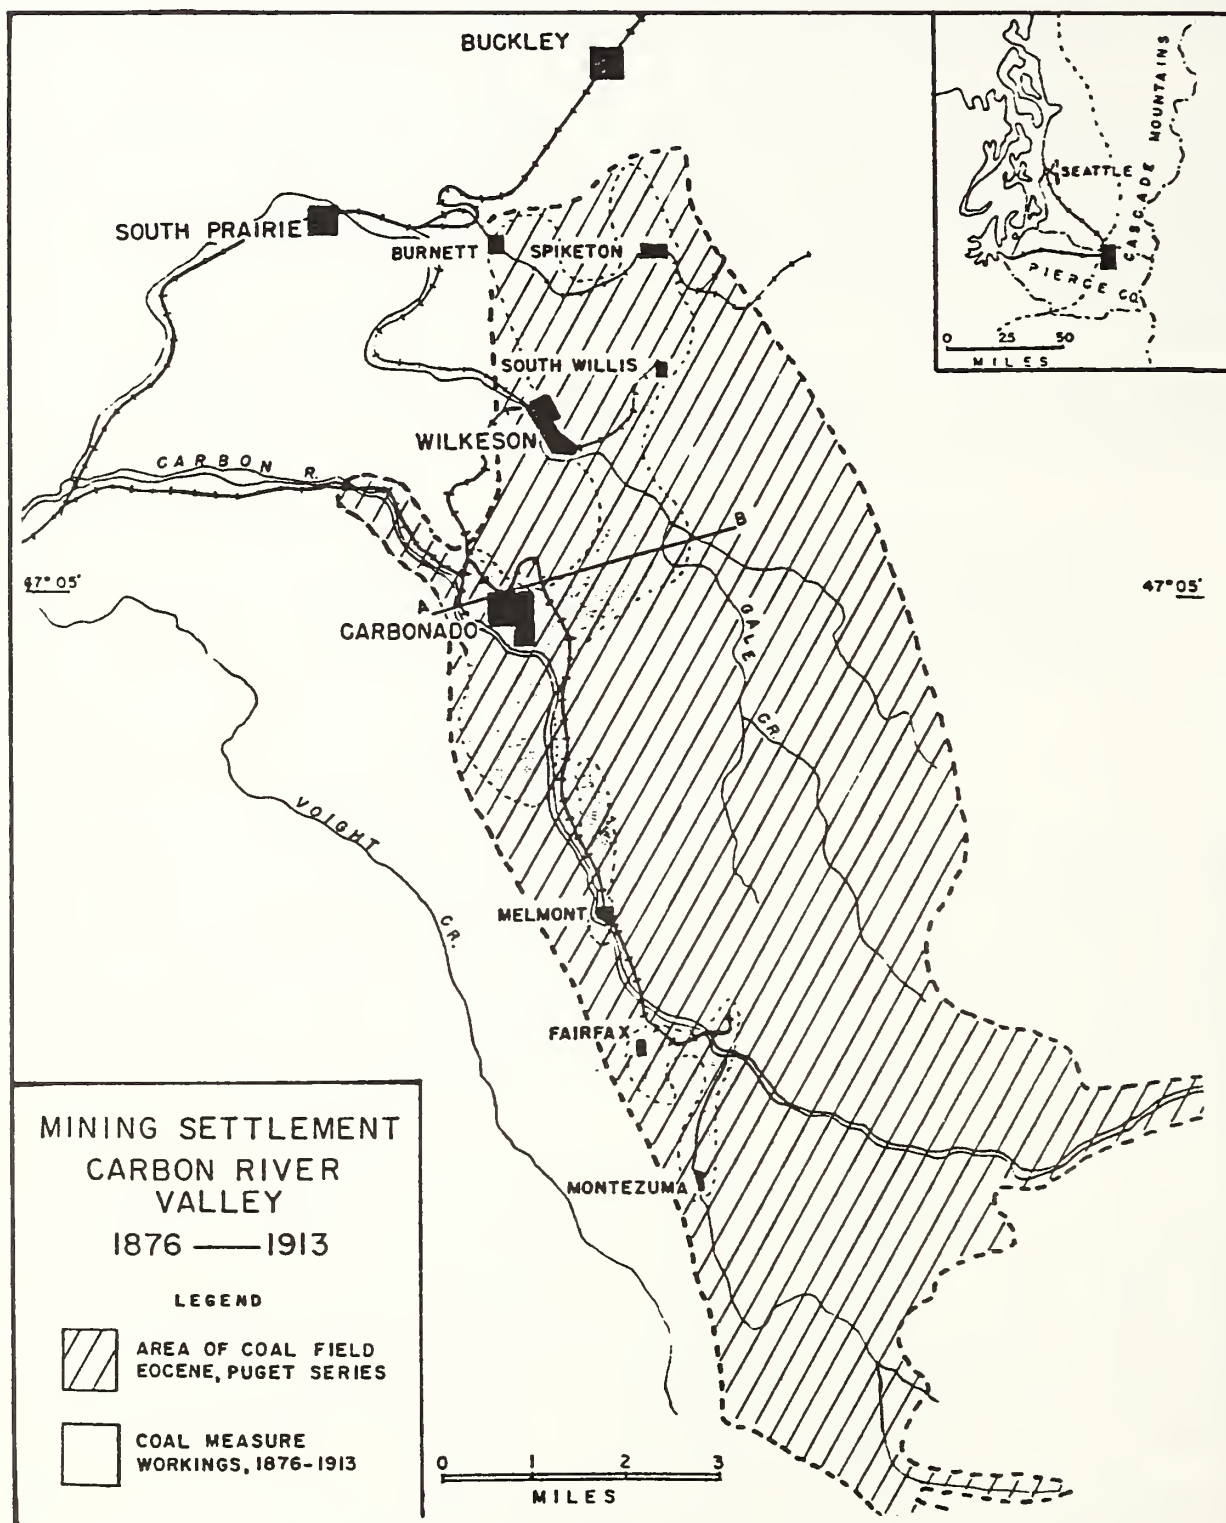 BUCKLEY
SOUTH PRAIRIE
BURNETT
SPIKETON
SOUTH WILLIS
WILKESON
CARBON R.
47° 05'
47° 05'
A
B
CARBONADO
GALE CR.
VOIGHT CR.
MELMONT
FAIRFAX
MONTEZUMA
CASCADE MOUNTAINS
SEATTLE
PIERCE CO.
0 25 50
MILES
MINING SETTLEMENT
CARBON RIVER
VALLEY
1876 — 1913
LEGEND
AREA OF COAL FIELD
EOCENE, PUGET SERIES
COAL MEASURE
WORKINGS, 1876-1913
0 1 2 3
MILES